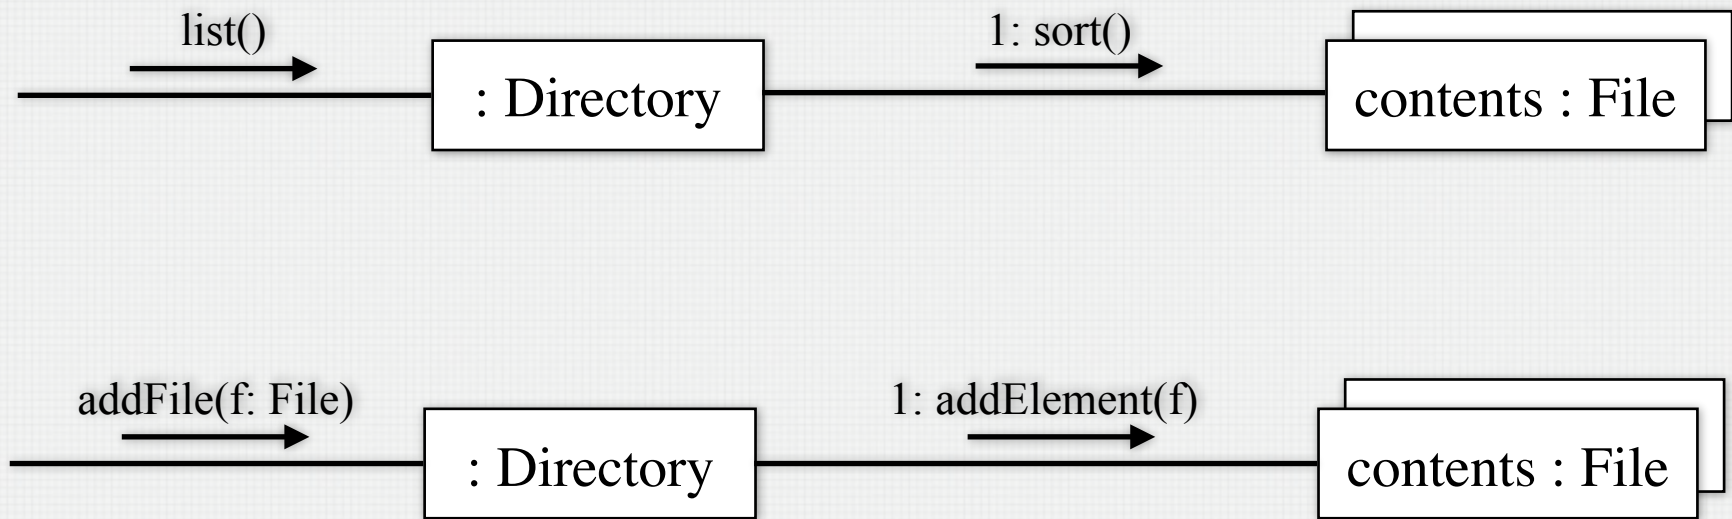 list()
1: sort()
: Directory
contents : File
addFile(f: File)
1: addElement(f)
: Directory
contents : File